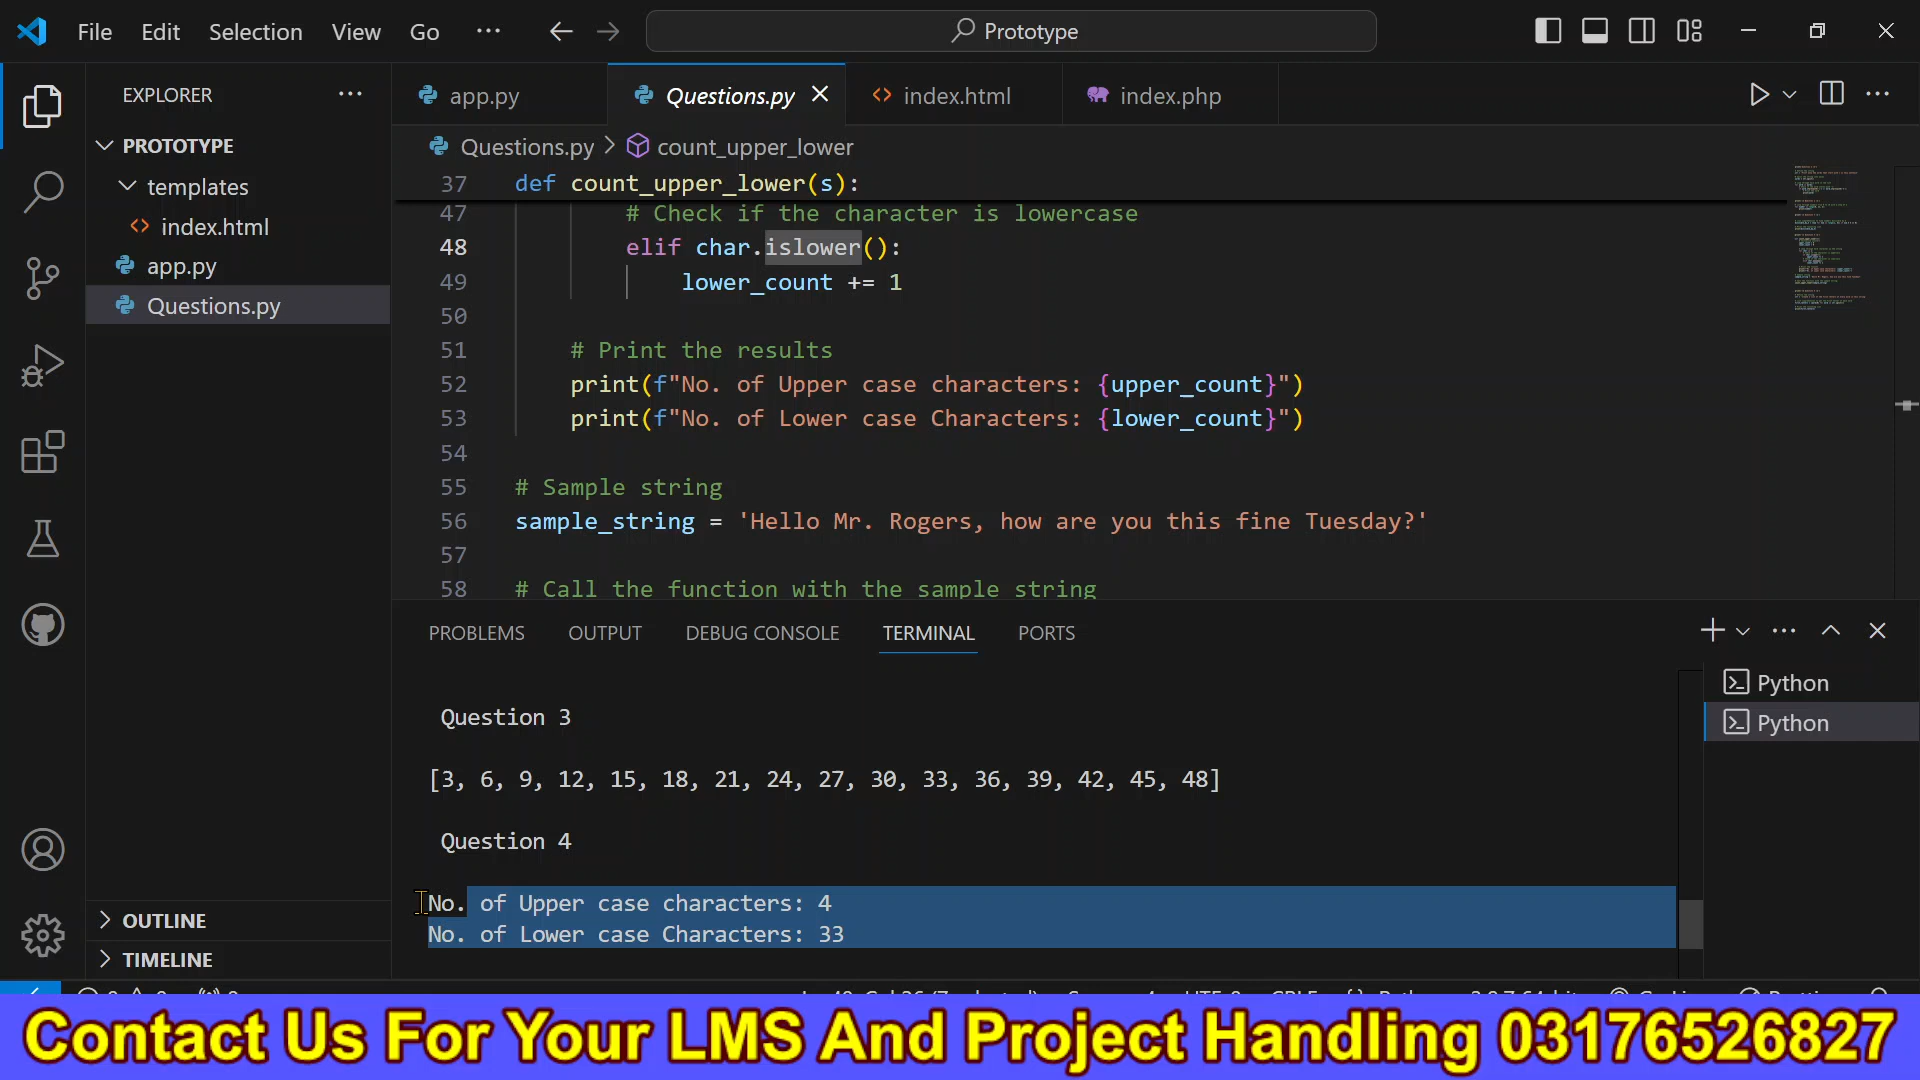 File Edit Selection View Go ··· Prototype
EXPLORER ···
PROTOTYPE
templates
index.html
app.py
Questions.py
OUTLINE
TIMELINE
app.py Questions.py index.html index.php
Questions.py > count_upper_lower
37 def count_upper_lower(s):
47 # Check if the character is lowercase
48 elif char.islower():
49 lower_count += 1
50
51 # Print the results
52 print(f"No. of Upper case characters: {upper_count}")
53 print(f"No. of Lower case Characters: {lower_count}")
54
55 # Sample string
56 sample_string = 'Hello Mr. Rogers, how are you this fine Tuesday?'
57
58 # Call the function with the sample string
PROBLEMS OUTPUT DEBUG CONSOLE TERMINAL PORTS
Python
Python
Question 3
[3, 6, 9, 12, 15, 18, 21, 24, 27, 30, 33, 36, 39, 42, 45, 48]
Question 4
No. of Upper case characters: 4
No. of Lower case Characters: 33
Contact Us For Your LMS And Project Handling 03176526827